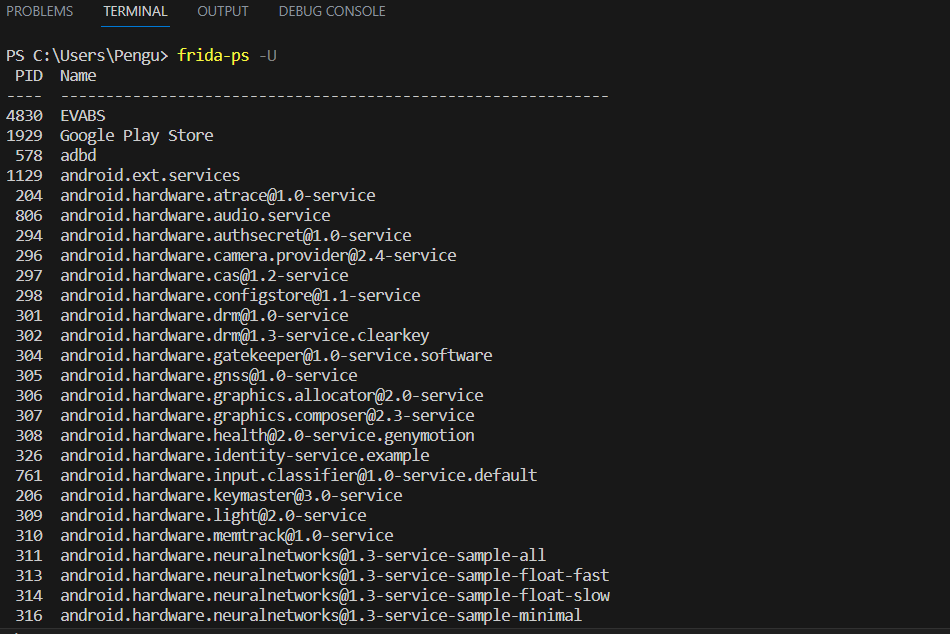 PROBLEMS TERMINAL OUTPUT DEBUG CONSOLE
PS C:\Users\Pengu> frida-ps -U
PID Name
---- -------------------------------------------------------------
4830 EVABS
1929 Google Play Store
578 adbd
1129 android.ext.services
204 android.hardware.atrace@1.0-service
806 android.hardware.audio.service
294 android.hardware.authsecret@1.0-service
296 android.hardware.camera.provider@2.4-service
297 android.hardware.cas@1.2-service
298 android.hardware.configstore@1.1-service
301 android.hardware.drm@1.0-service
302 android.hardware.drm@1.3-service.clearkey
304 android.hardware.gatekeeper@1.0-service.software
305 android.hardware.gnss@1.0-service
306 android.hardware.graphics.allocator@2.0-service
307 android.hardware.graphics.composer@2.3-service
308 android.hardware.health@2.0-service.genymotion
326 android.hardware.identity-service.example
761 android.hardware.input.classifier@1.0-service.default
206 android.hardware.keymaster@3.0-service
309 android.hardware.light@2.0-service
310 android.hardware.memtrack@1.0-service
311 android.hardware.neuralnetworks@1.3-service-sample-all
313 android.hardware.neuralnetworks@1.3-service-sample-float-fast
314 android.hardware.neuralnetworks@1.3-service-sample-float-slow
316 android.hardware.neuralnetworks@1.3-service-sample-minimal